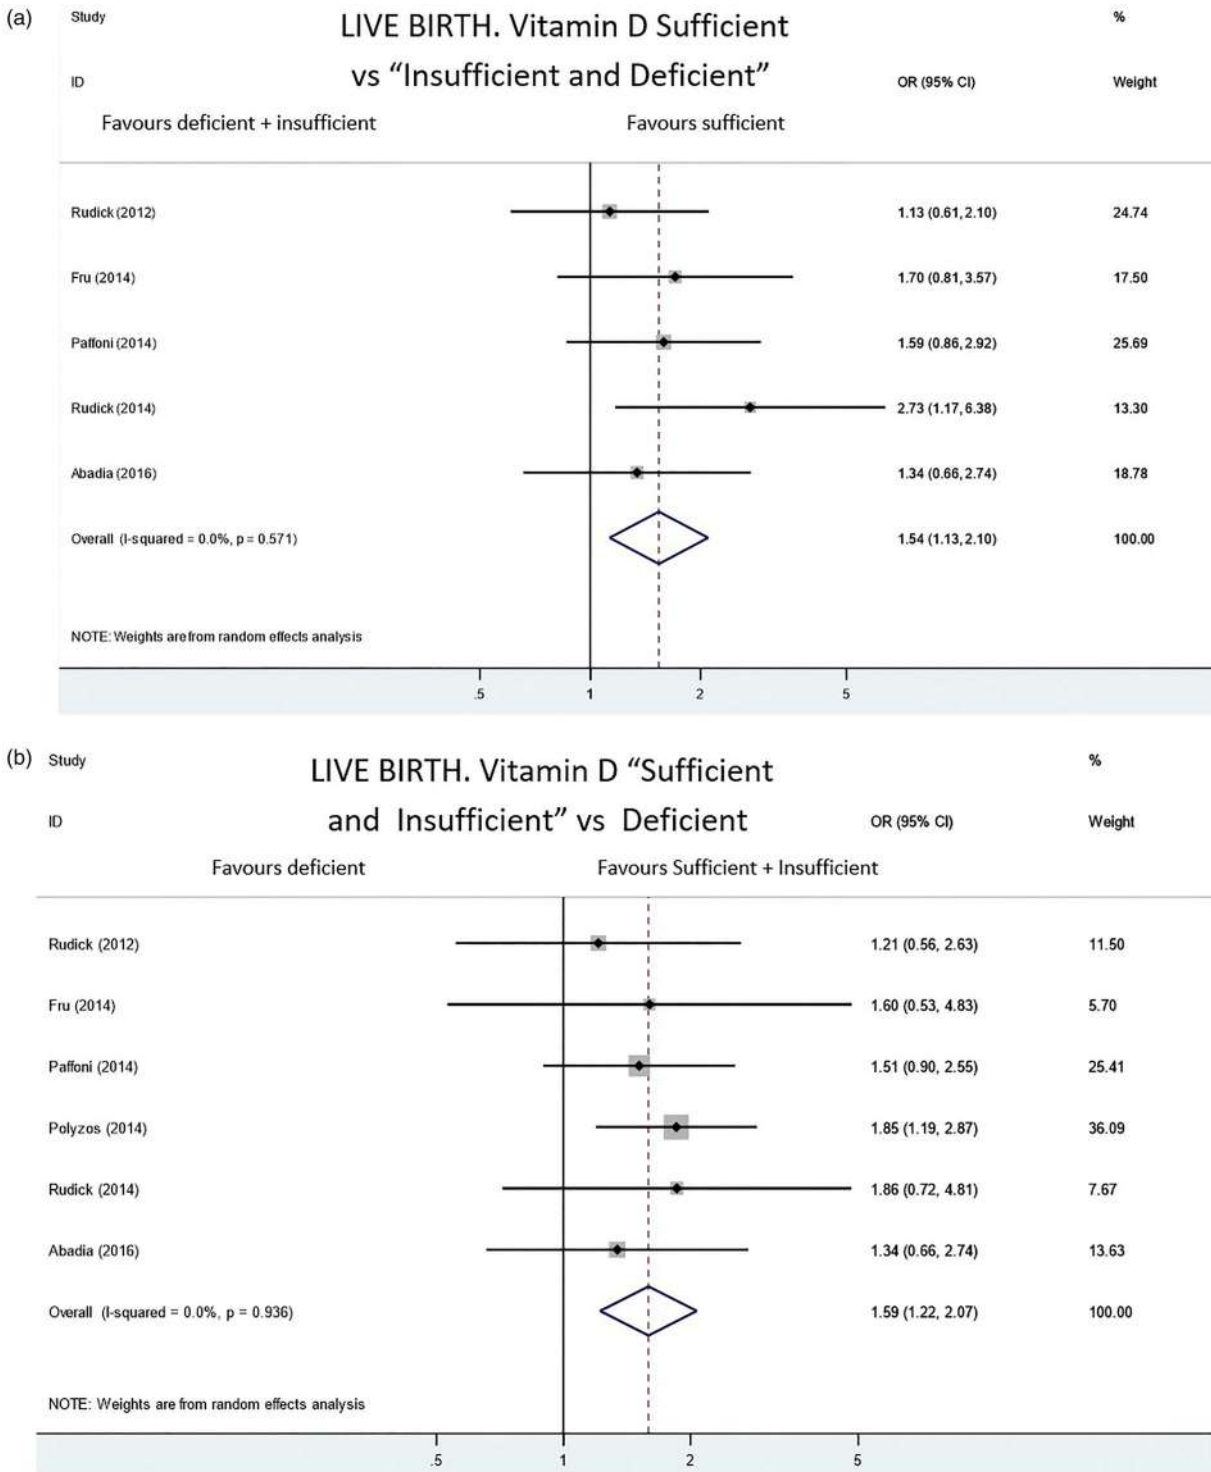 (a)
Study
LIVE BIRTH. Vitamin D Sufficient
%
ID
vs “Insufficient and Deficient”
OR (95% CI)
Weight
Favours deficient + insufficient
Favours sufficient
Rudick (2012)
1.13 (0.61, 2.10)
24.74
Fru (2014)
1.70 (0.81, 3.57)
17.50
Paffoni (2014)
1.59 (0.86, 2.92)
25.69
Rudick (2014)
2.73 (1.17, 6.38)
13.30
Abadia (2016)
1.34 (0.66, 2.74)
18.78
Overall (I-squared = 0.0%, p = 0.571)
1.54 (1.13, 2.10)
100.00
NOTE: Weights are from random effects analysis
.5
1
2
5
(b)
Study
LIVE BIRTH. Vitamin D “Sufficient
%
ID
and Insufficient” vs Deficient
OR (95% CI)
Weight
Favours deficient
Favours Sufficient + Insufficient
Rudick (2012)
1.21 (0.56, 2.63)
11.50
Fru (2014)
1.60 (0.53, 4.83)
5.70
Paffoni (2014)
1.51 (0.90, 2.55)
25.41
Polyzos (2014)
1.85 (1.19, 2.87)
36.09
Rudick (2014)
1.86 (0.72, 4.81)
7.67
Abadia (2016)
1.34 (0.66, 2.74)
13.63
Overall (I-squared = 0.0%, p = 0.936)
1.59 (1.22, 2.07)
100.00
NOTE: Weights are from random effects analysis
.5
1
2
5